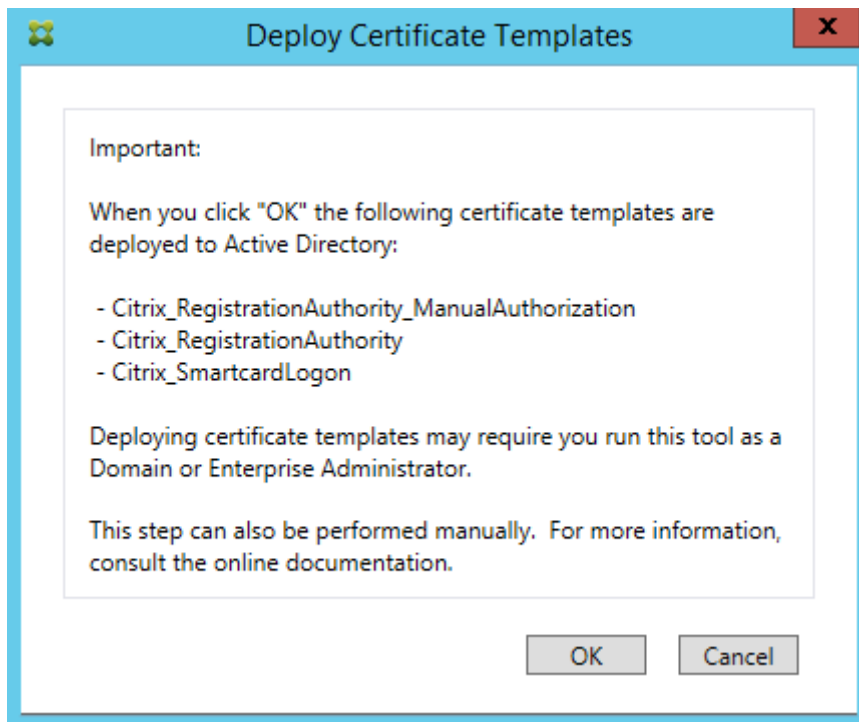 Deploy Certificate Templates
x
Important:
When you click "OK" the following certificate templates are
deployed to Active Directory:
- Citrix_RegistrationAuthority_ManualAuthorization
- Citrix_RegistrationAuthority
- Citrix_SmartcardLogon
Deploying certificate templates may require you run this tool as a
Domain or Enterprise Administrator.
This step can also be performed manually.  For more information,
consult the online documentation.
OK
Cancel